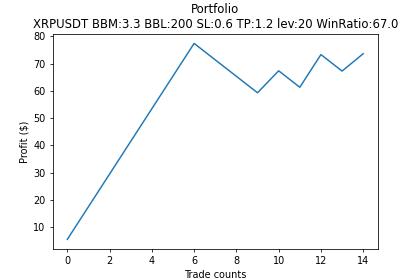 Portfolio
XRPUSDT BBM:3.3 BBL:200 SL:0.6 TP:1.2 lev:20 WinRatio:67.0
80
70
60
50
40
30
20
10
Profit ($)
0 2 4 6 8 10 12 14
Trade counts